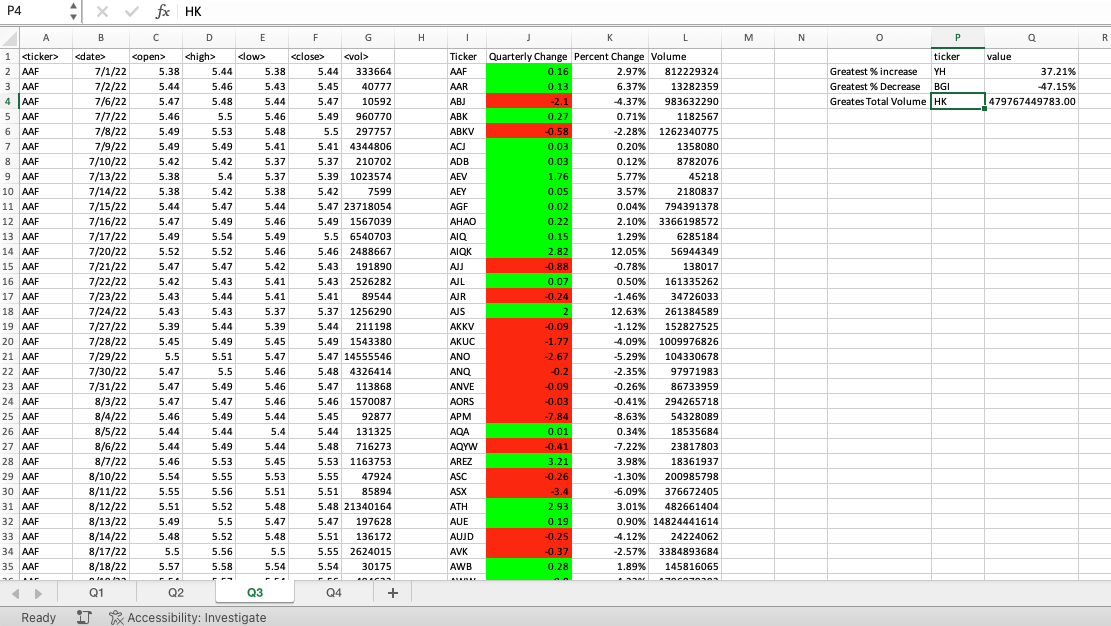 P4 fx HK
A B C D E F G H I J K L M N O P Q R
1 <ticker> <date> <open> <high> <low> <close> <vol> Ticker Quarterly Change Percent Change Volume ticker value
2 AAF 7/1/22 5.38 5.44 5.38 5.44 333664 AAF 0.16 2.97% 812229324 Greatest % increase YH 37.21%
3 AAF 7/2/22 5.44 5.46 5.43 5.45 40777 AAR 0.13 6.37% 13282359 Greatest % Decrease BGI -47.15%
4 AAF 7/6/22 5.47 5.48 5.44 5.47 10592 ABJ -2.1 -4.37% 983632290 Greates Total Volume HK 479767449783.00
5 AAF 7/7/22 5.46 5.5 5.46 5.49 960770 ABK 0.27 0.71% 1182567
6 AAF 7/8/22 5.49 5.53 5.48 5.5 297757 ABKV -0.58 -2.28% 1262340775
7 AAF 7/9/22 5.49 5.49 5.41 5.41 4344806 ACJ 0.03 0.20% 1358080
8 AAF 7/10/22 5.42 5.42 5.37 5.37 210702 ADB 0.03 0.12% 8782076
9 AAF 7/13/22 5.38 5.4 5.37 5.39 1023574 AEV 1.76 5.77% 45218
10 AAF 7/14/22 5.38 5.42 5.38 5.42 7599 AEY 0.05 3.57% 2180837
11 AAF 7/15/22 5.44 5.47 5.44 5.47 23718054 AGF 0.02 0.04% 794391378
12 AAF 7/16/22 5.47 5.49 5.46 5.49 1567039 AHAO 0.22 2.10% 3366198572
13 AAF 7/17/22 5.49 5.54 5.49 5.5 6540703 AIQ 0.15 1.29% 6285184
14 AAF 7/20/22 5.52 5.52 5.46 5.46 2488667 AIQK 2.82 12.05% 56944349
15 AAF 7/21/22 5.47 5.47 5.42 5.43 191890 AJJ -0.88 -0.78% 138017
16 AAF 7/22/22 5.42 5.43 5.41 5.43 2526282 AJL 0.07 0.50% 161335262
17 AAF 7/23/22 5.43 5.44 5.41 5.41 89544 AJR -0.24 -1.46% 34726033
18 AAF 7/24/22 5.43 5.43 5.37 5.37 1256290 AJS 2 12.63% 261384589
19 AAF 7/27/22 5.39 5.44 5.39 5.44 211198 AKKV -0.09 -1.12% 152827525
20 AAF 7/28/22 5.45 5.49 5.45 5.49 1543380 AKUC -1.77 -4.09% 1009976826
21 AAF 7/29/22 5.5 5.51 5.47 5.47 14555546 ANO -2.67 -5.29% 104330678
22 AAF 7/30/22 5.47 5.5 5.46 5.48 4326414 ANQ -0.2 -2.35% 97971983
23 AAF 7/31/22 5.47 5.49 5.46 5.47 113868 ANVE -0.09 -0.26% 86733959
24 AAF 8/3/22 5.47 5.47 5.46 5.46 1570087 AORS -0.03 -0.41% 294265718
25 AAF 8/4/22 5.46 5.49 5.44 5.45 92877 APM -7.84 -8.63% 54328089
26 AAF 8/5/22 5.44 5.44 5.4 5.44 131325 AQA 0.01 0.34% 18535684
27 AAF 8/6/22 5.44 5.49 5.44 5.48 716273 AQYW -0.41 -7.22% 23817803
28 AAF 8/7/22 5.46 5.53 5.45 5.53 1163753 AREZ 3.21 3.98% 18361937
29 AAF 8/10/22 5.54 5.55 5.53 5.55 47924 ASC -0.26 -1.30% 200985798
30 AAF 8/11/22 5.55 5.56 5.51 5.51 85894 ASX -3.4 -6.09% 376672405
31 AAF 8/12/22 5.51 5.52 5.48 5.48 21340164 ATH 2.93 3.01% 482661404
32 AAF 8/13/22 5.49 5.5 5.47 5.47 197628 AUE 0.19 0.90% 14824441614
33 AAF 8/14/22 5.48 5.52 5.48 5.51 136172 AUJD -0.25 -4.12% 24224062
34 AAF 8/17/22 5.5 5.56 5.5 5.55 2624015 AVK -0.37 -2.57% 3384893684
35 AAF 8/18/22 5.57 5.58 5.54 5.54 30175 AWB 0.28 1.89% 145816065
Q1 Q2 Q3 Q4 +
Ready Accessibility: Investigate